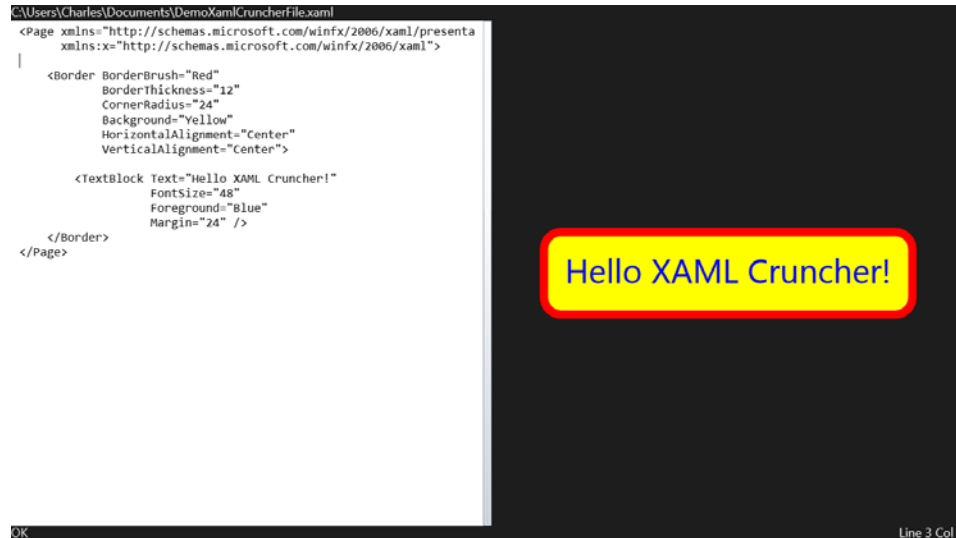 C:\Users\Charles\Documents\DemoXamlCruncherFile.xaml
<Page xmlns="http://schemas.microsoft.com/winfx/2006/xaml/presenta
xmlns:x="http://schemas.microsoft.com/winfx/2006/xaml">
<Border BorderBrush="Red"
BorderThickness="12"
CornerRadius="24"
Background="Yellow"
HorizontalAlignment="Center"
VerticalAlignment="Center">
<TextBlock Text="Hello XAML Cruncher!"
FontSize="48"
Foreground="Blue"
Margin="24" />
</Border>
</Page>
Hello XAML Cruncher!
OK
Line 3 Col